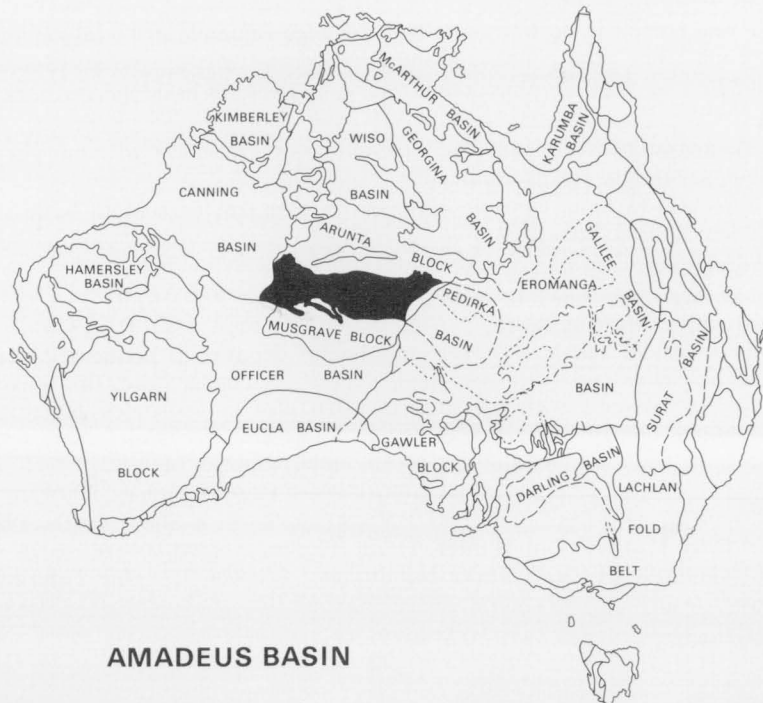 McARTHUR BASIN
KARUMBA
BASIN
KIMBERLEY
BASIN
WISO
BASIN
GEORGINA
BASIN
CANNING
BASIN
ARUNTA
BLOCK
GALILEE
BASIN
HAMERSLEY
BASIN
EROMANGA
BASIN
PEDIRKA
BASIN
MUSGRAVE BLOCK
OFFICER
BASIN
SURAT
BASIN
YILGARN
BLOCK
EUCLA BASIN
GAWLER
BLOCK
DARLING
BASIN
LACHLAN
FOLD
BELT
AMADEUS BASIN